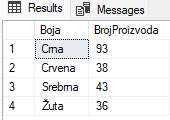 Results Messages
Boja BrojProizvoda
1 Crna 93
2 Crvena 38
3 Srebrna 43
4 Žuta 36